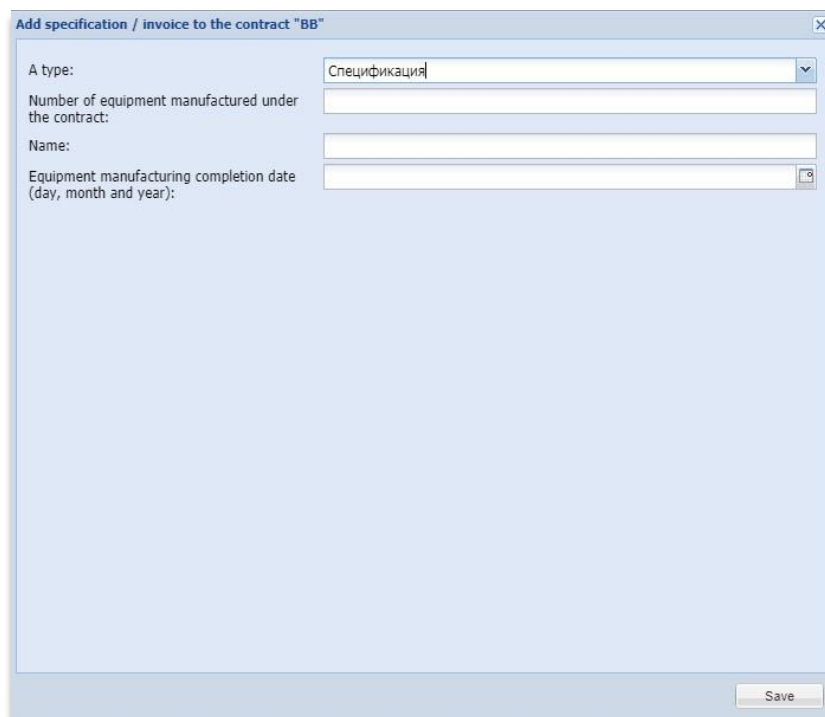 Add specification / invoice to the contract "BB"
A type:
Спецификация
Number of equipment manufactured under
the contract:
Name:
Equipment manufacturing completion date
(day, month and year):
Save